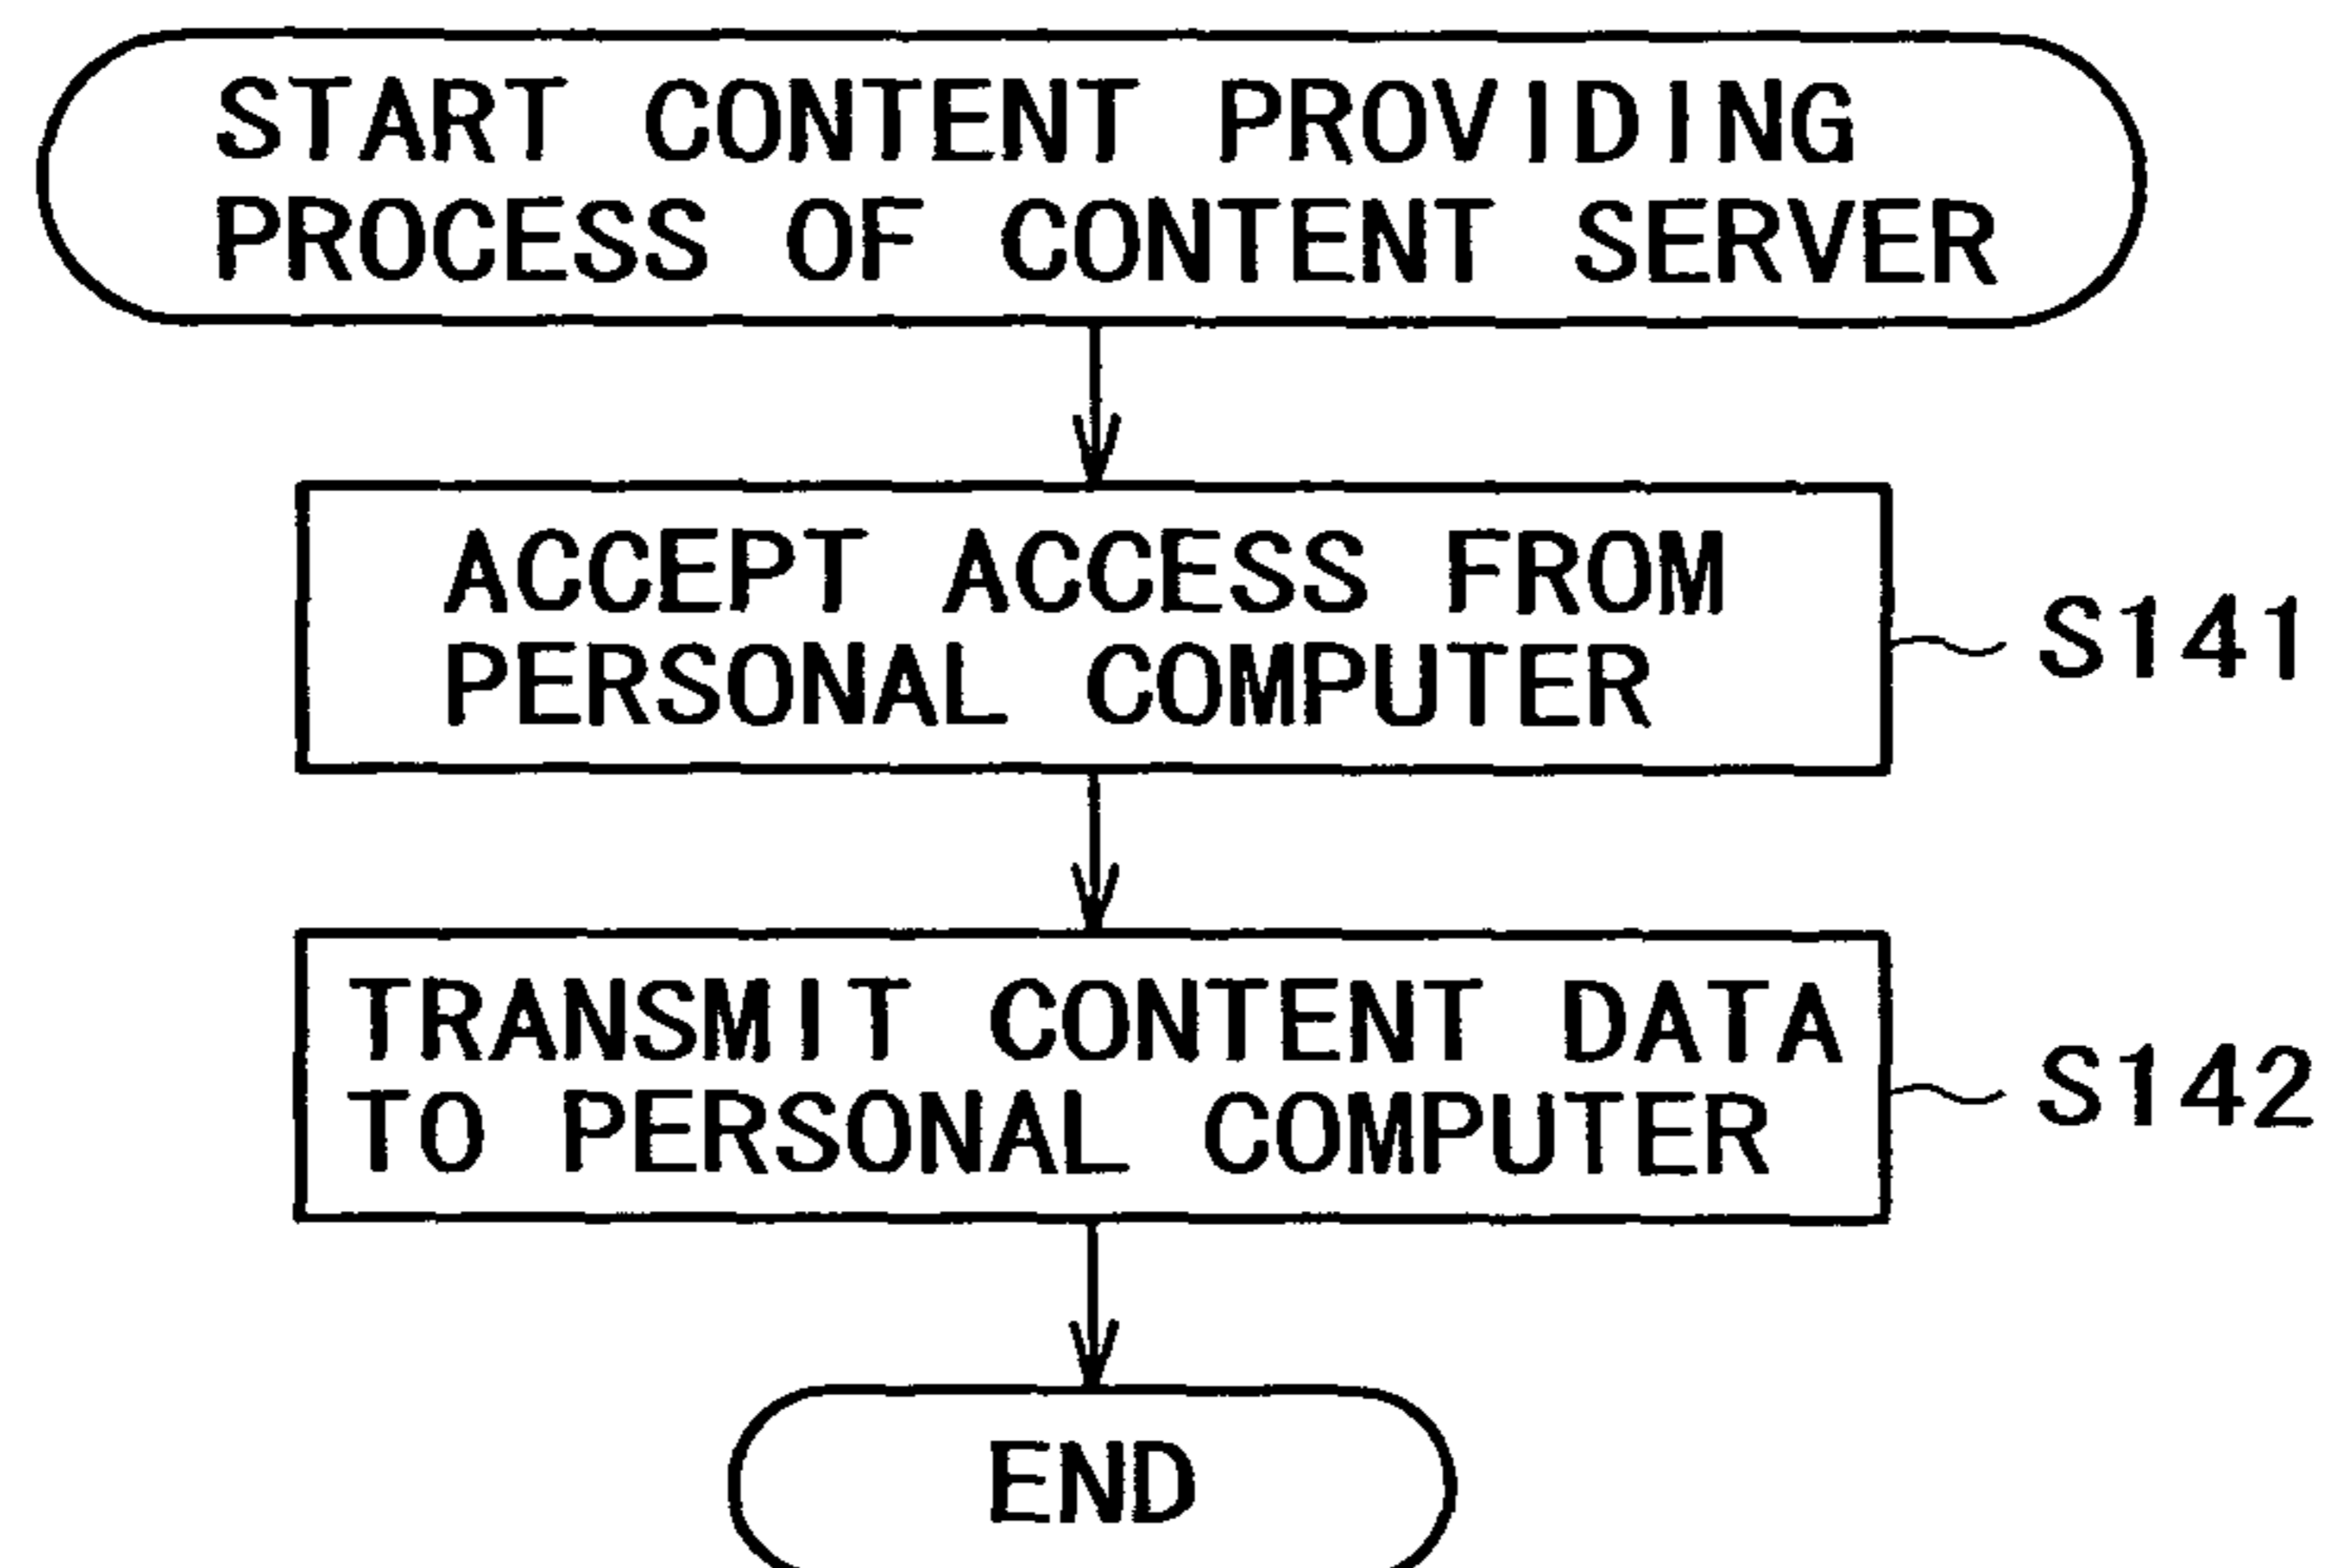 START CONTENT PROVIDING
PROCESS OF CONTENT SERVER
ACCEPT ACCESS FROM
PERSONAL COMPUTER
S141
TRANSMIT CONTENT DATA
TO PERSONAL COMPUTER
S142
END